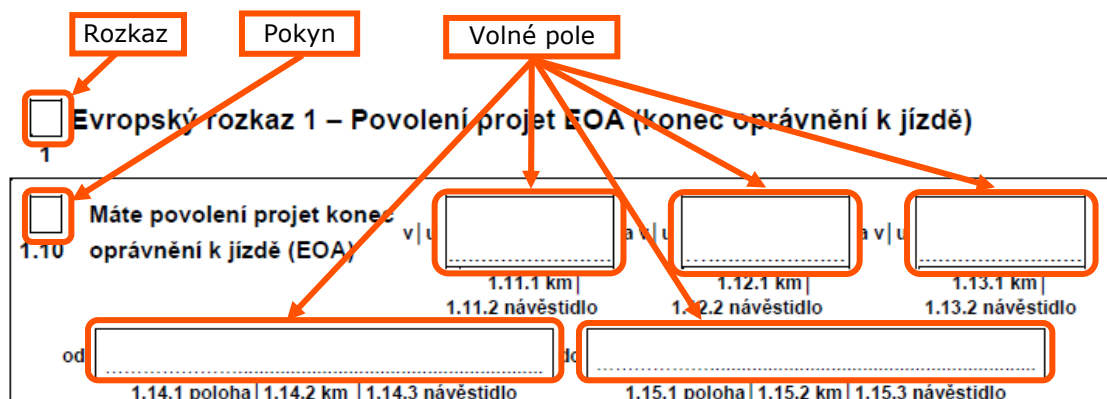 Rozkaz Pokyn Volné pole
Evropský rozkaz 1 – Povolení projet EOA (konec oprávnění k jízdě)
1
Máte povolení projet konec v | u a v | u a v | u
1.10 oprávnění k jízdě (EOA)
1.11.1 km | 1.12.1 km | 1.13.1 km |
1.11.2 návěstidlo 1.12.2 návěstidlo 1.13.2 návěstidlo
od do
1.14.1 poloha | 1.14.2 km | 1.14.3 návěstidlo 1.15.1 poloha | 1.15.2 km | 1.15.3 návěstidlo